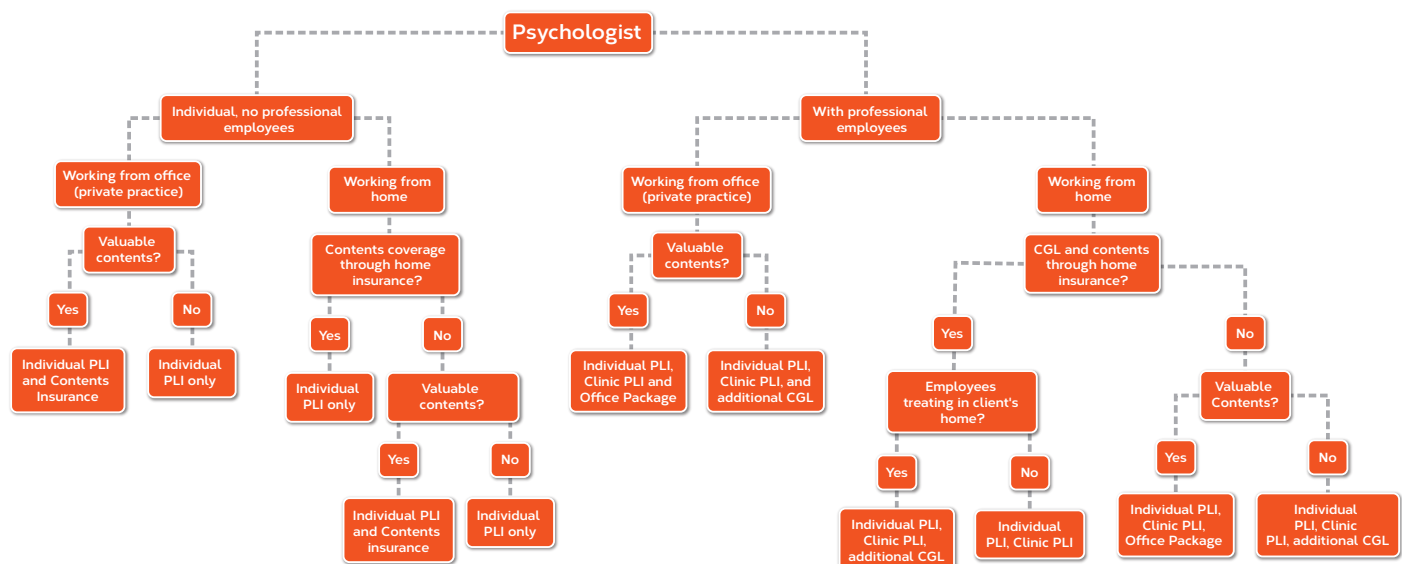 Psychologist
Individual, no professional
employees
With professional
employees
Working from office
(private practice)
Working from
home
Working from office
(private practice)
Working from
home
Valuable
contents?
Contents coverage
through home
insurance?
Valuable
contents?
CGL and contents
through home
insurance?
Yes
No
Yes
No
Yes
No
Yes
No
Individual PLI
and Contents
Insurance
Individual
PLI only
Individual
PLI only
Valuable
contents?
Individual PLI,
Clinic PLI and
Office Package
Individual PLI,
Clinic PLI, and
additional CGL
Employees
treating in client's
home?
Valuable
Contents?
Yes
No
Yes
No
Yes
No
Individual PLI
and Contents
insurance
Individual
PLI only
Individual PLI,
Clinic PLI,
additional CGL
Individual
PLI, Clinic PLI
Individual PLI,
Clinic PLI,
Office Package
Individual
PLI, Clinic
PLI, additional CGL